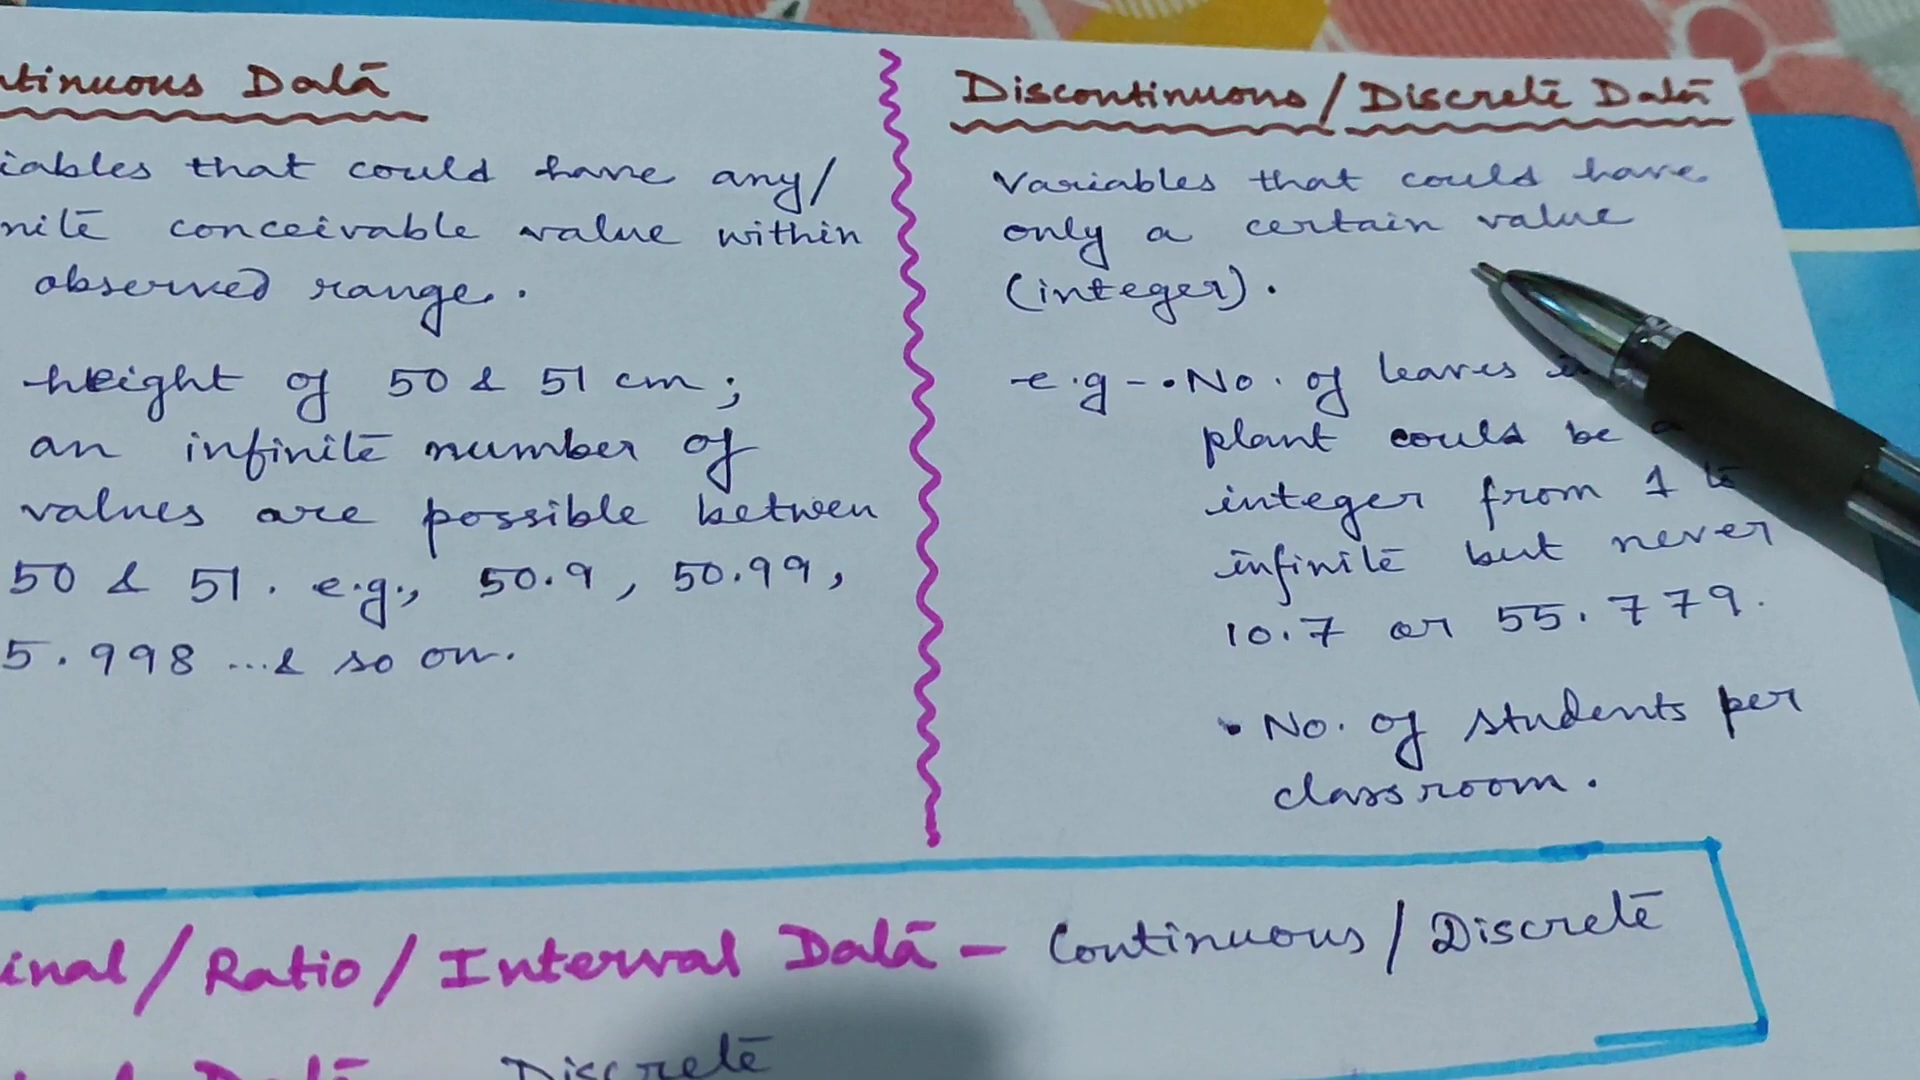 ntinuous Data
iables that could have any/
nite conceivable value within
observed range.
height of 50 & 51 cm;
an infinite number of
values are possible between
50 & 51. e.g., 50.9, 50.99,
5.998 ...& so on.
Discontinuous/Discrete Data
Variables that could have
only a certain value
(integer).
e.g - • No. of leaves
plant could be
integer from 1 to
infinite but never
10.7 or 55.779.
• No. of students per
classroom.
inal/Ratio/Interval Data - Continuous/Discrete
Data Discrete